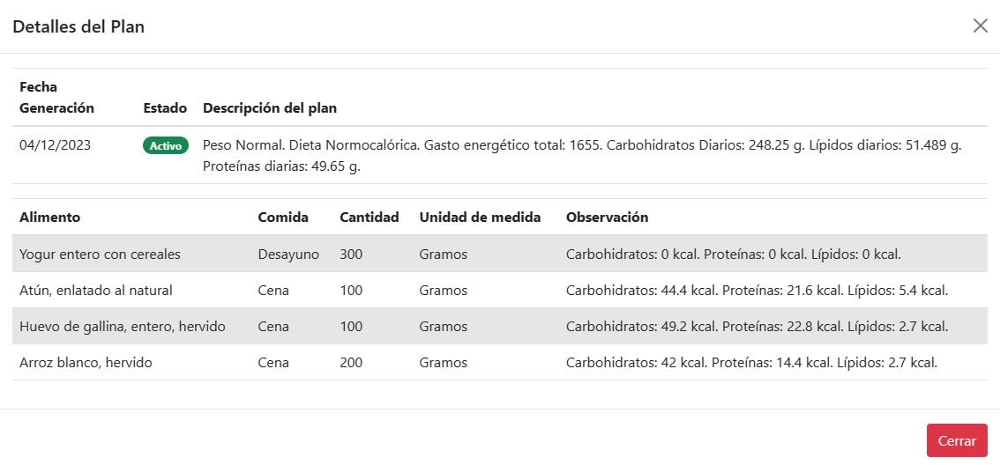 Detalles del Plan
Fecha
Generación Estado Descripción del plan
04/12/2023 Activo Peso Normal. Dieta Normocalórica. Gasto energético total: 1655. Carbohidratos Diarios: 248.25 g. Lípidos diarios: 51.489 g.
Proteínas diarias: 49.65 g.
Alimento Comida Cantidad Unidad de medida Observación
Yogur entero con cereales Desayuno 300 Gramos Carbohidratos: 0 kcal. Proteínas: 0 kcal. Lípidos: 0 kcal.
Atún, enlatado al natural Cena 100 Gramos Carbohidratos: 44.4 kcal. Proteínas: 21.6 kcal. Lípidos: 5.4 kcal.
Huevo de gallina, entero, hervido Cena 100 Gramos Carbohidratos: 49.2 kcal. Proteínas: 22.8 kcal. Lípidos: 2.7 kcal.
Arroz blanco, hervido Cena 200 Gramos Carbohidratos: 42 kcal. Proteínas: 14.4 kcal. Lípidos: 2.7 kcal.
Cerrar